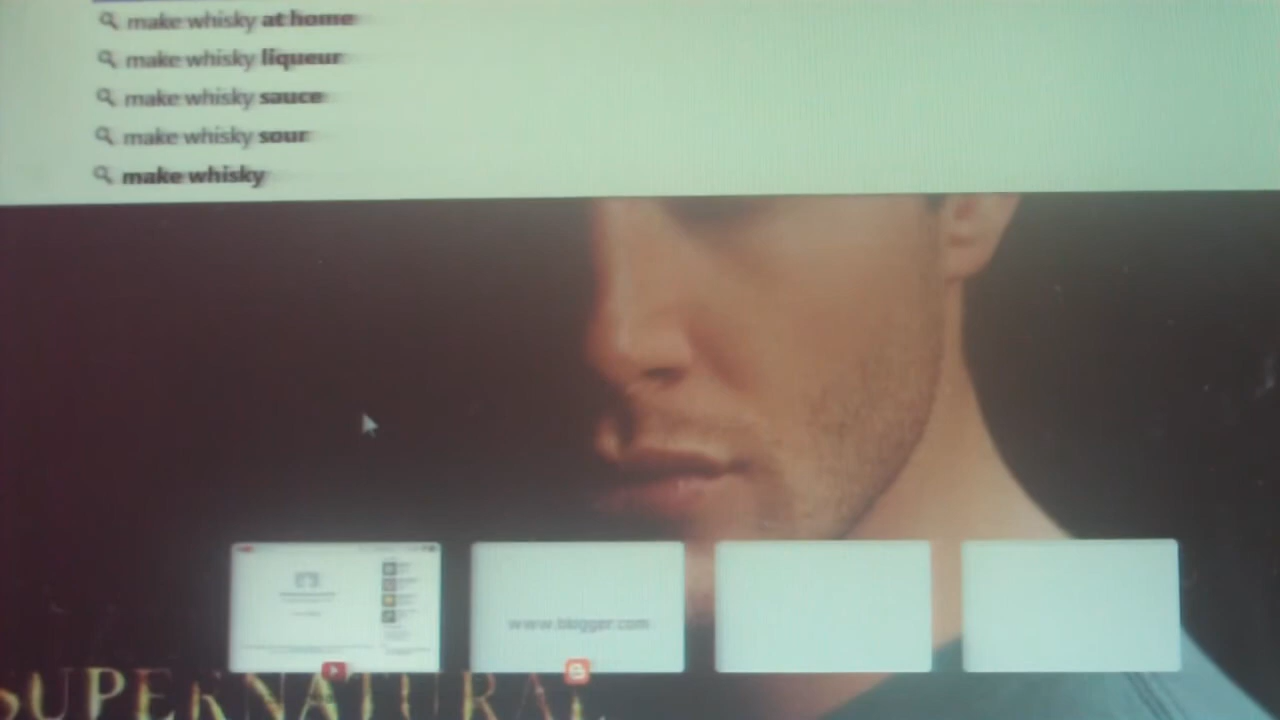 make whisky at home
make whisky liqueur
make whisky sauce
make whisky sour
make whisky
www.blogger.com
SUPERNATURAL